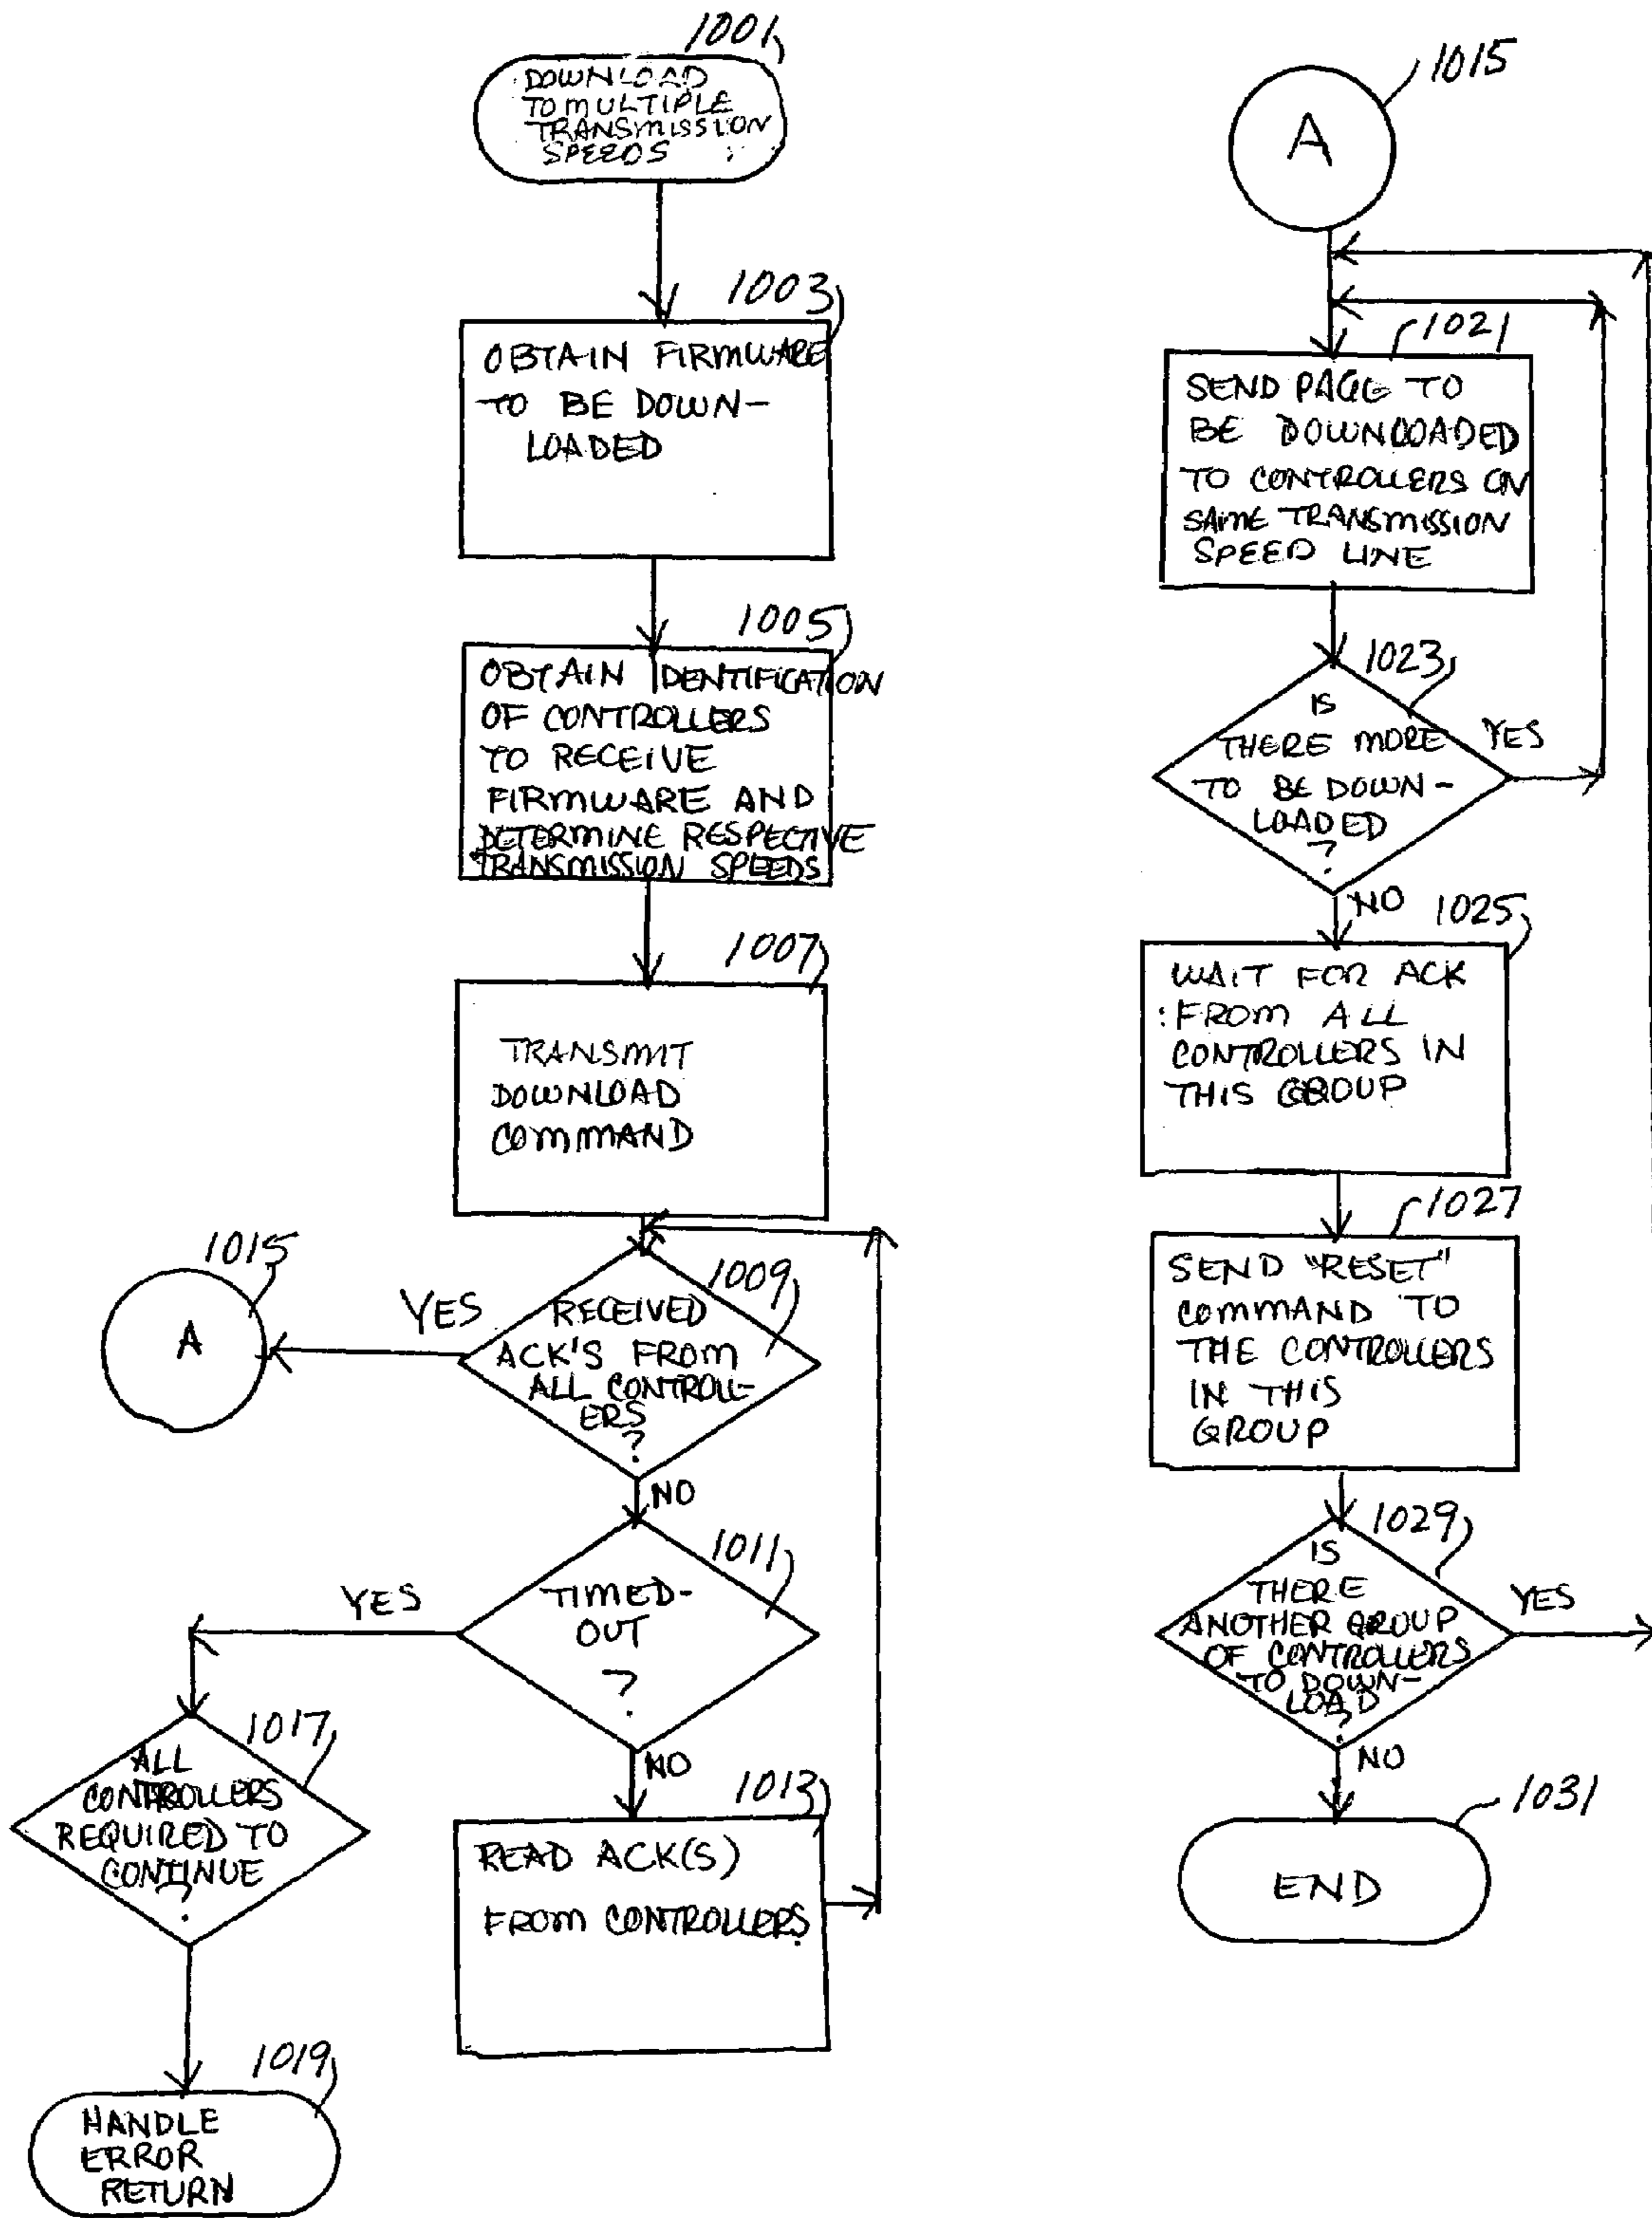 1001
DOWNLOAD
TO MULTIPLE
TRANSMISSION
SPEEDS
1003
OBTAIN FIRMWARE
TO BE DOWN-
LOADED
1005
OBTAIN IDENTIFICATION
OF CONTROLLERS
TO RECEIVE
FIRMWARE AND
DETERMINE RESPECTIVE
TRANSMISSION SPEEDS
1007
TRANSMIT
DOWNLOAD
COMMAND
1015
A
YES
1009
RECEIVED
ACK'S FROM
ALL CONTROLL-
ERS
?
NO
1011
YES
TIMED-
OUT
?
NO
1017
ALL
CONTROLLERS
REQUIRED TO
CONTINUE
?
1013
READ ACK(S)
FROM CONTROLLERS
1019
HANDLE
ERROR
RETURN
1015
A
1021
SEND PAGE TO
BE DOWNLOADED
TO CONTROLLERS ON
SAME TRANSMISSION
SPEED LINE
1023
IS
THERE MORE
TO BE DOWN-
LOADED
?
YES
NO
1025
WAIT FOR ACK
FROM ALL
CONTROLLERS IN
THIS GROUP
1027
SEND "RESET"
COMMAND TO
THE CONTROLLERS
IN THIS
GROUP
1029
IS
THERE
ANOTHER GROUP
OF CONTROLLERS
TO DOWN-
LOAD
?
YES
NO
1031
END